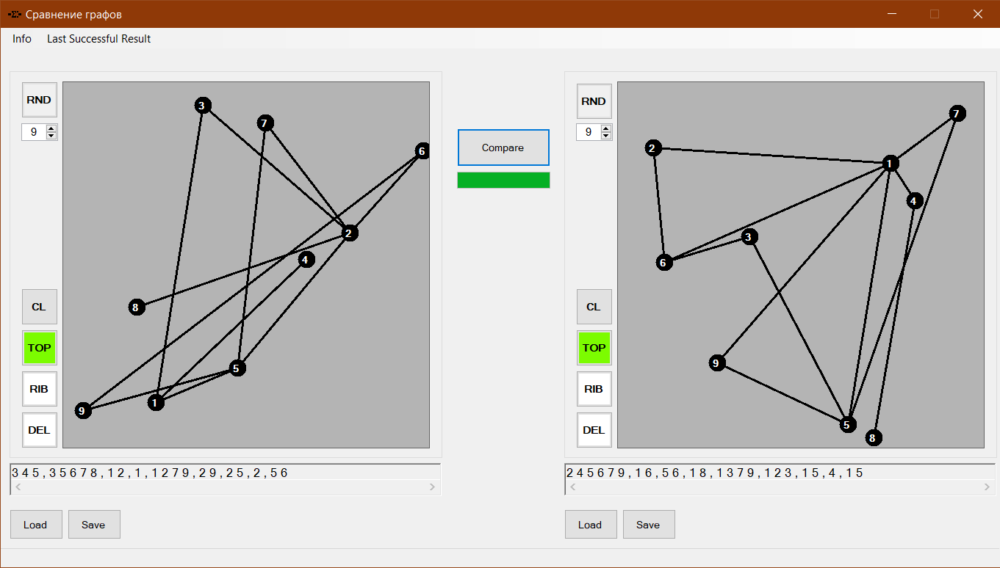 Сравнение графов
Info Last Successful Result
RND
9
CL
TOP
RIB
DEL
3
7
6
2
4
8
5
1
9
3 4 5 , 3 5 6 7 8 , 1 2 , 1 , 1 2 7 9 , 2 9 , 2 5 , 2 , 5 6
Load Save
Compare
RND
9
CL
TOP
RIB
DEL
7
2
1
4
3
6
9
5
8
2 4 5 6 7 9 , 1 6 , 5 6 , 1 8 , 1 3 7 9 , 1 2 3 , 1 5 , 4 , 1 5
Load Save